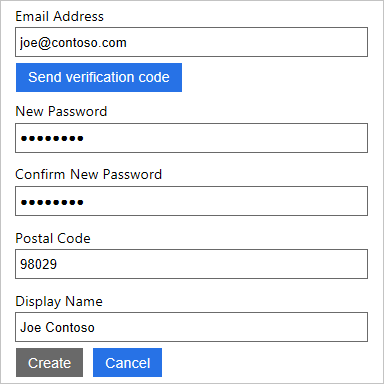 Email Address
joe@contoso.com
Send verification code
New Password
●●●●●●●●
Confirm New Password
●●●●●●●●
Postal Code
98029
Display Name
Joe Contoso
Create Cancel